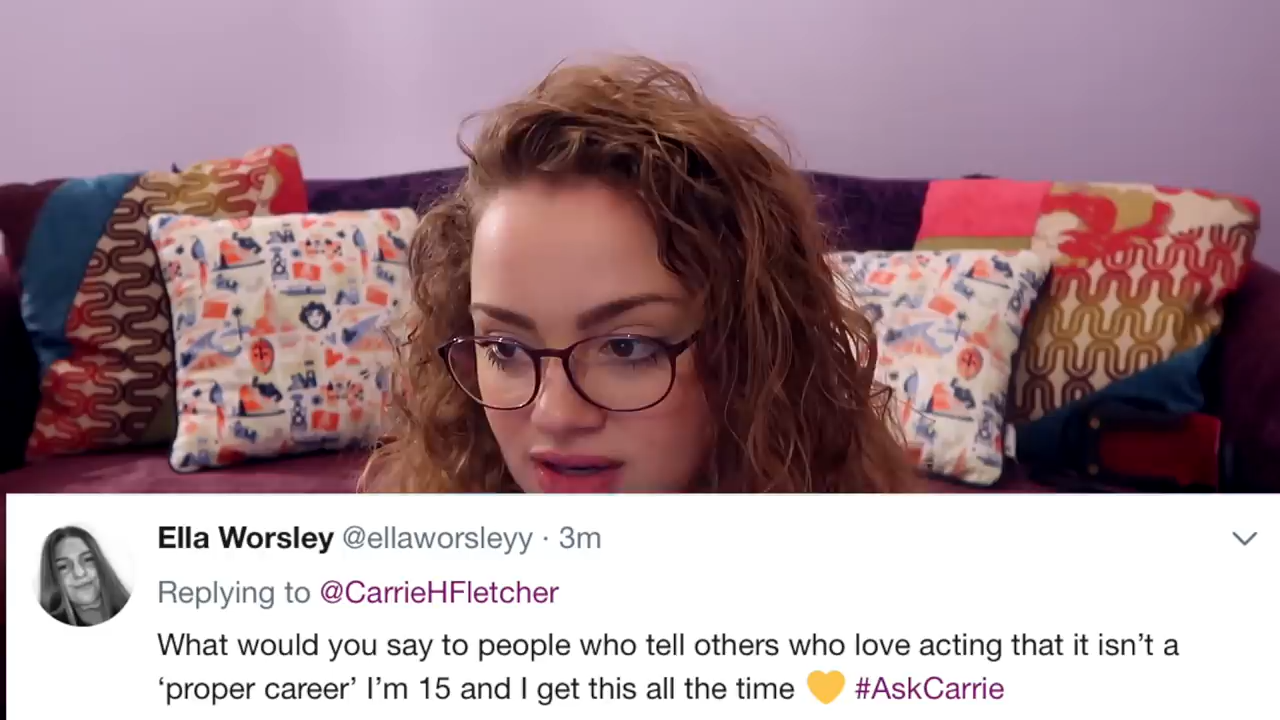 Ella Worsley @ellaworsleyy · 3m
Replying to @CarrieHFletcher
What would you say to people who tell others who love acting that it isn’t a
‘proper career’ I’m 15 and I get this all the time 💛 #AskCarrie